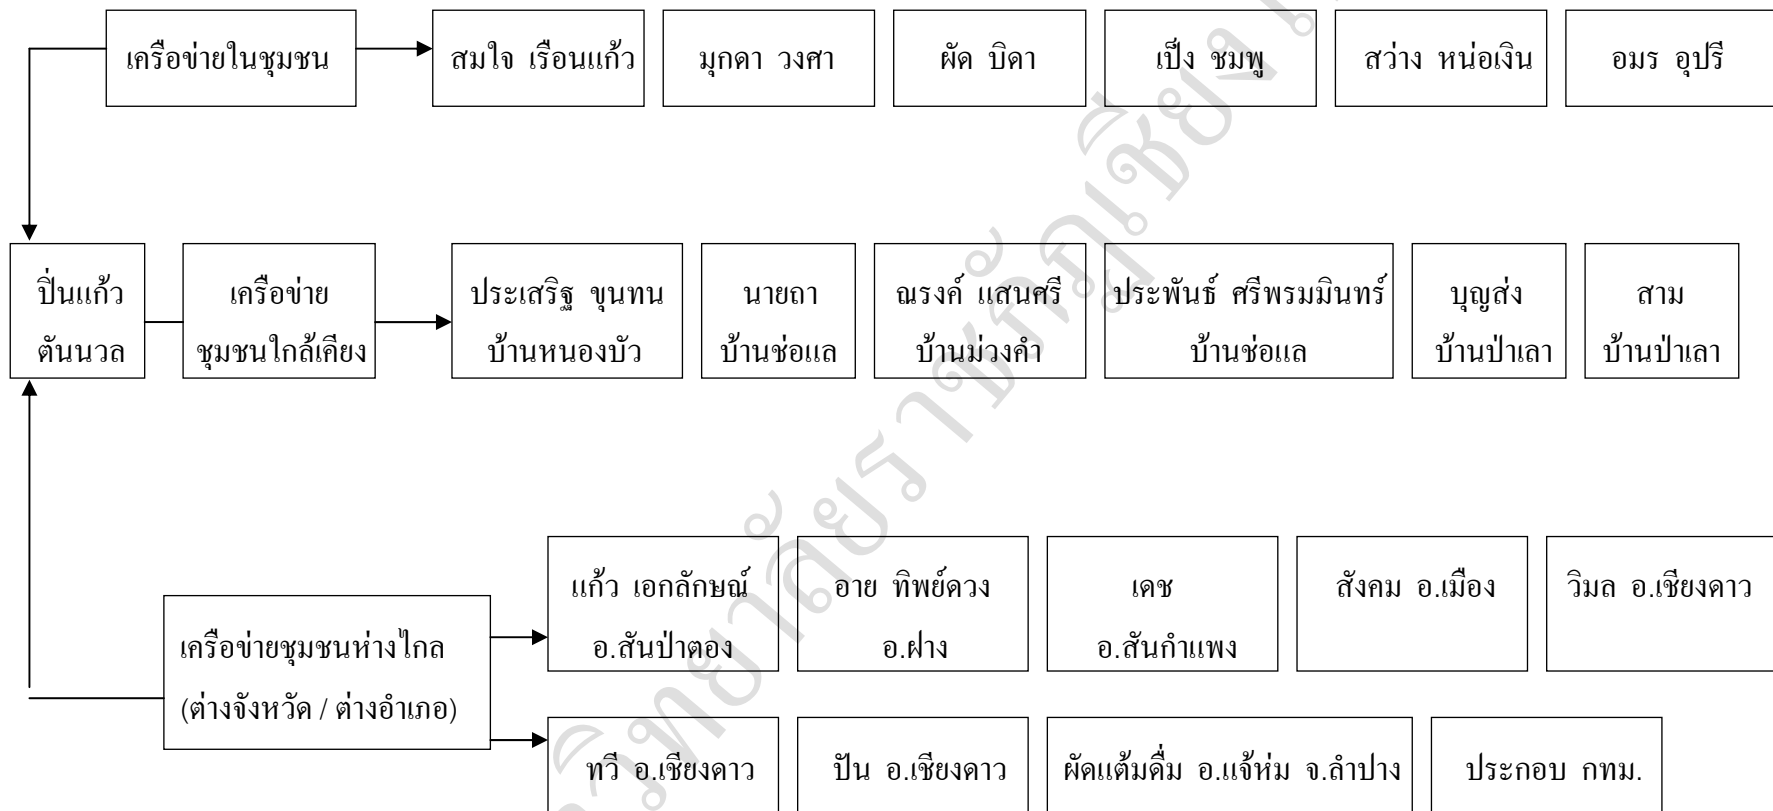 เครือข่ายในชุมชน
สมใจ เรือนแก้ว
มุกดา วงศา
ผัด บิดา
เป็ง ชมพู
สว่าง หน่อเงิน
อมร อุปรี
ปิ่นแก้ว
ตันนวล
เครือข่าย
ชุมชนใกล้เคียง
ประเสริฐ ขุนทน
บ้านหนองบัว
นายถา
บ้านช่อแล
ณรงค์ แสนศรี
บ้านม่วงคำ
ประพันธ์ ศรีพรมมินทร์
บ้านช่อแล
บุญส่ง
บ้านป่าเลา
สาม
บ้านป่าเลา
เครือข่ายชุมชนห่างไกล
(ต่างจังหวัด / ต่างอำเภอ)
แก้ว เอกลักษณ์
อ.สันป่าตอง
อาย ทิพย์ดวง
อ.ฝาง
เดช
อ.สันกำแพง
สังคม อ.เมือง
วิมล อ.เชียงดาว
ทวี อ.เชียงดาว
ปัน อ.เชียงดาว
ผัดแต้มดื่ม อ.แจ้ห่ม จ.ลำปาง
ประกอบ กทม.
วิทยาลัยราชภัฏเชียงใ